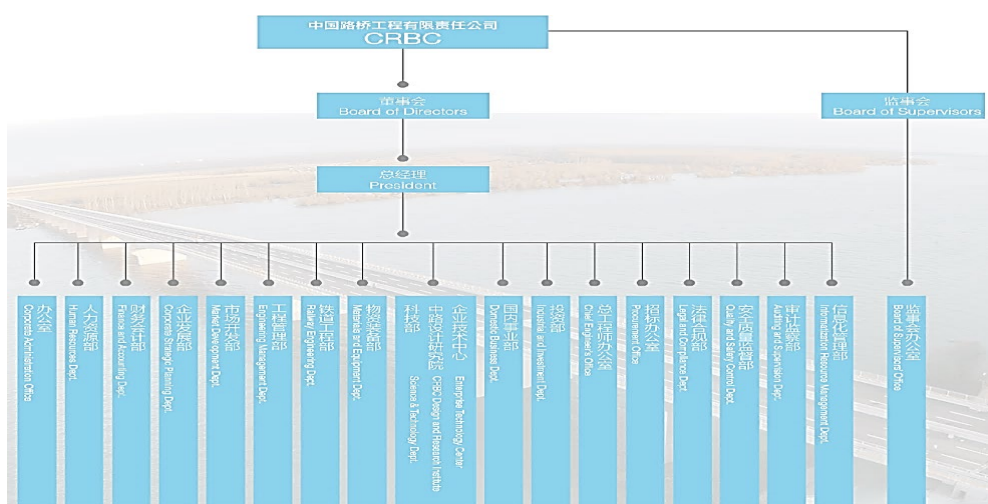 中国路桥工程有限责任公司
CRBC
董事会
Board of Directors
监事会
Board of Supervisors
总经理
President
办公室
Corporate Administration Office
人力资源部
Human Resources Dept.
财务会计部
Finance and Accounting Dept.
企业发展部
Corporate Strategic Planning Dept.
市场开发部
Market Development Dept.
工程管理部
Engineering Management Dept.
铁道工程部
Railway Engineering Dept.
物资装备部
Materials and Equipment Dept.
企业技术中心
中路设计研究院
科技部
Enterprise Technology Center
CRBC Design and Research Institute
Science & Technology Dept.
国内事业部
Domestic Business Dept.
投资部
Industrial and Investment Dept.
总工程师办公室
Chief Engineer's Office
招标办公室
Procurement Office
法律合规部
Legal and Compliance Dept.
安全质量监督部
Quality and Safety Control Dept.
审计监察部
Auditing and Supervision Dept.
信息化管理部
Informatization Resource Management Dept.
监事会办公室
Board of Supervisors' Office